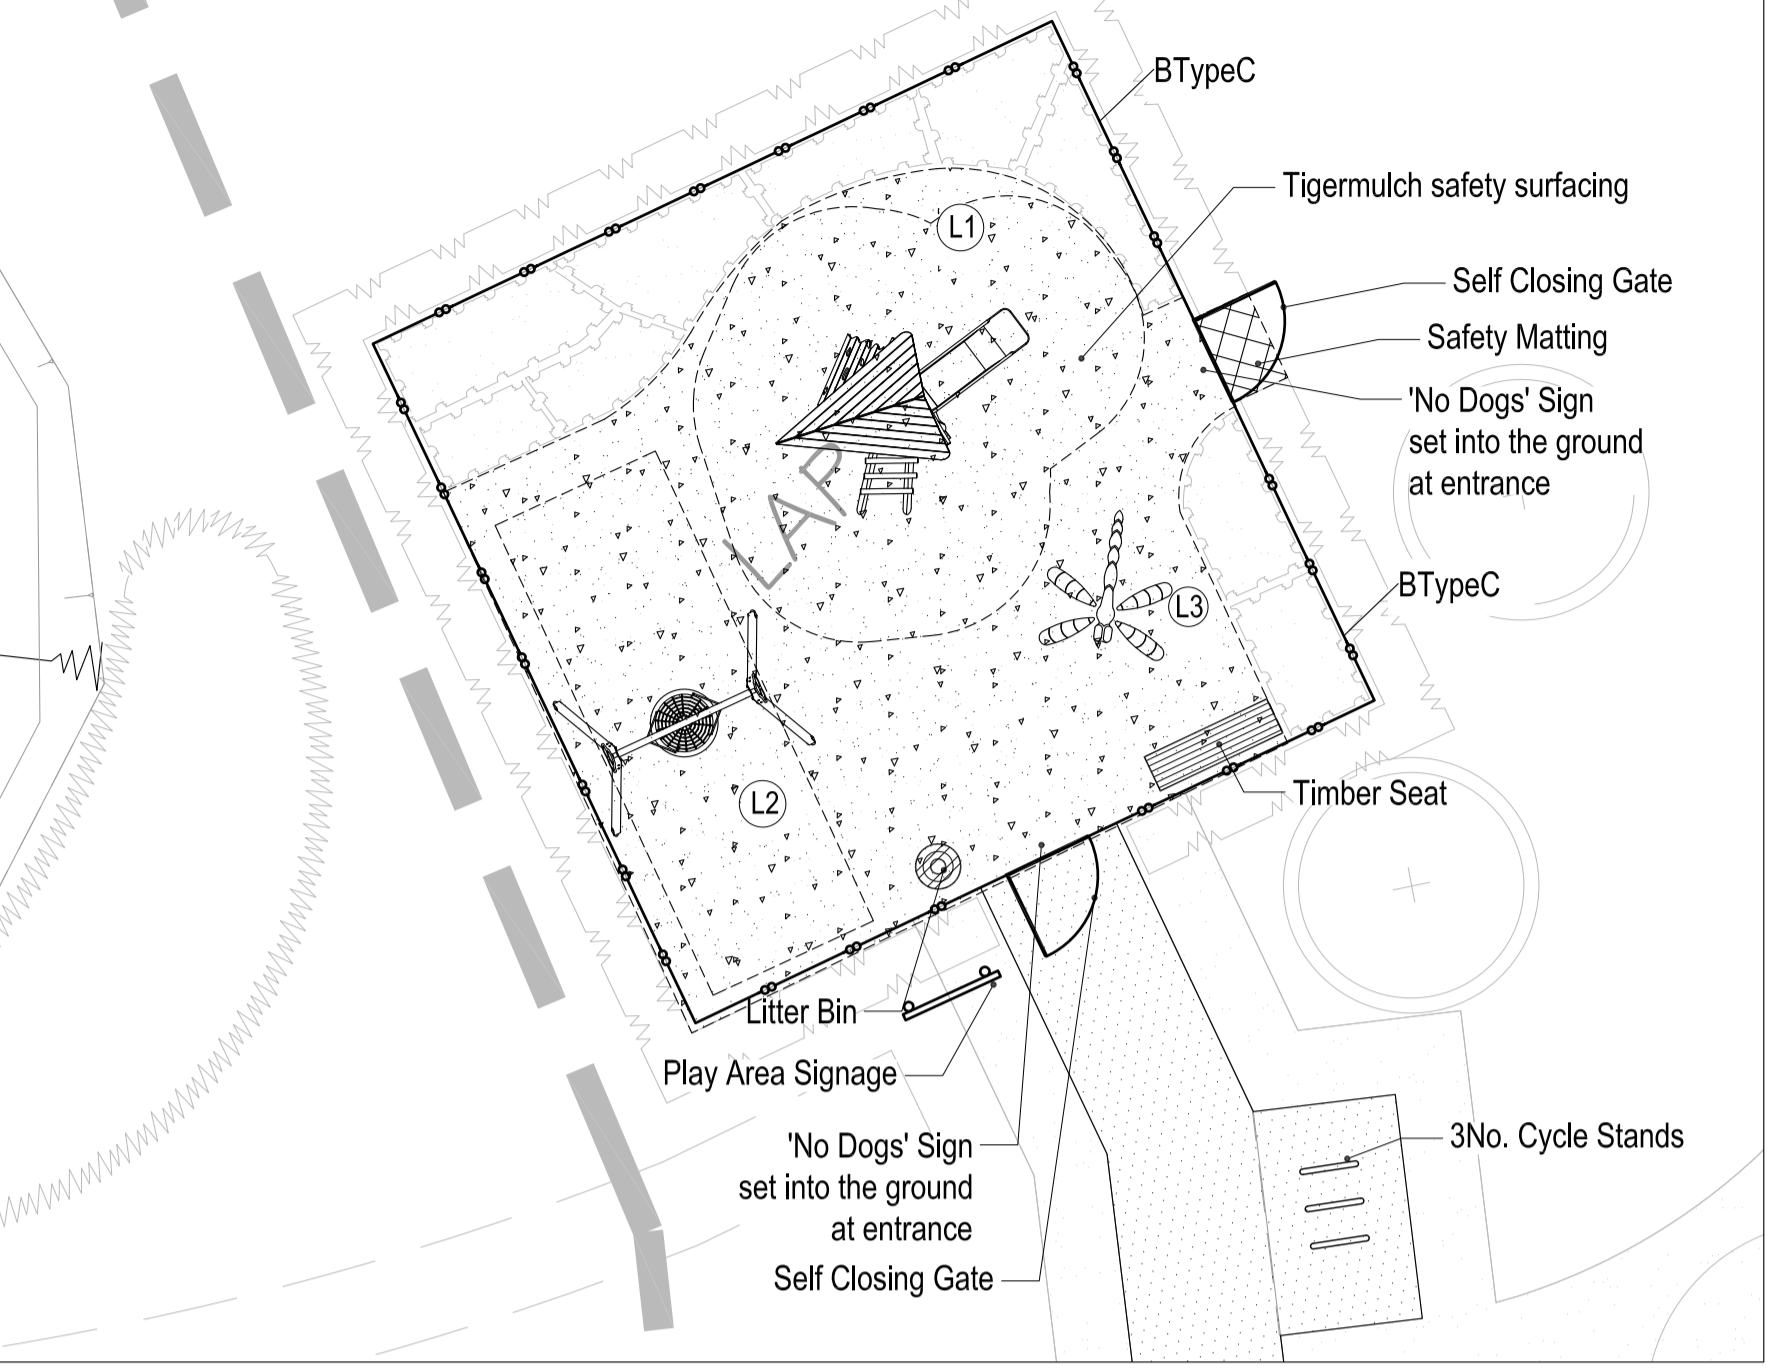 BTypeC
Tigermulch safety surfacing
L1
Self Closing Gate
Safety Matting
'No Dogs' Sign
set into the ground
at entrance
LAP
BTypeC
L3
Timber Seat
L2
Litter Bin
Play Area Signage
'No Dogs' Sign
set into the ground
at entrance
Self Closing Gate
3No. Cycle Stands